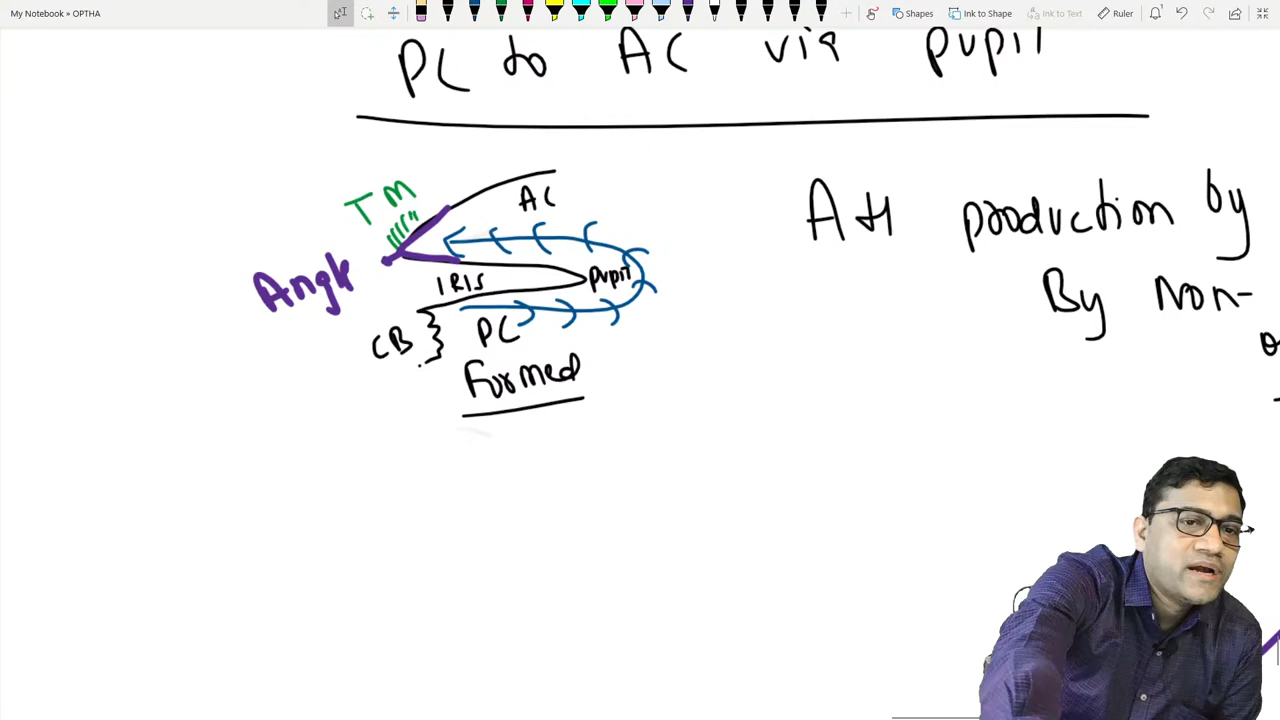 My Notebook » OPTHA
Shapes
Ink to Shape
Ink to Text
Ruler
PC to AC via pupil
TM
AC
Angle
IRIS
pupil
CB
PC
Formed
AH production by
By Non-